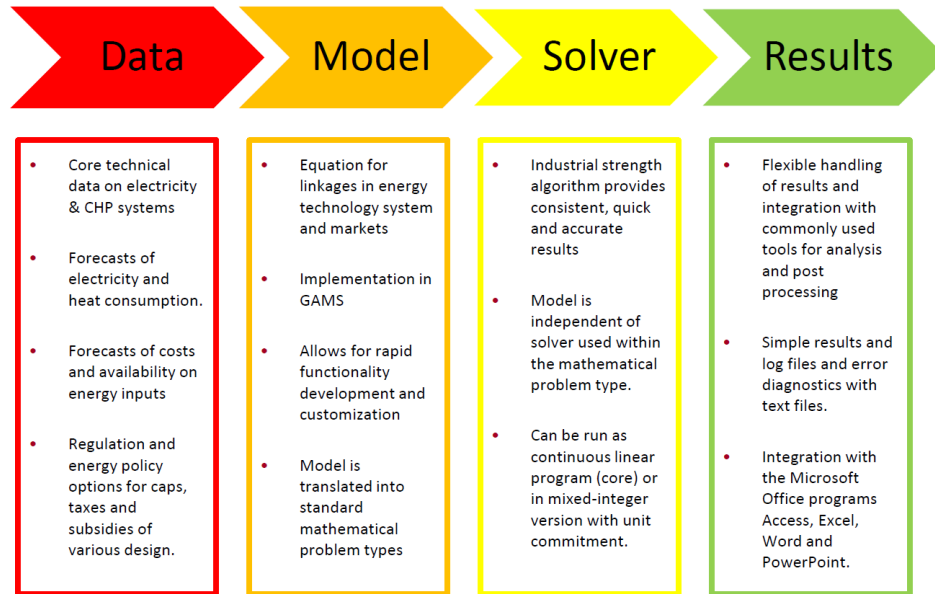 Data
Model
Solver
Results
• Core technical
data on electricity
& CHP systems
• Forecasts of
electricity and
heat consumption.
• Forecasts of costs
and availability on
energy inputs
• Regulation and
energy policy
options for caps,
taxes and
subsidies of
various design.
• Equation for
linkages in energy
technology system
and markets
• Implementation in
GAMS
• Allows for rapid
functionality
development and
customization
• Model is
translated into
standard
mathematical
problem types
• Industrial strength
algorithm provides
consistent, quick
and accurate
results
• Model is
independent of
solver used within
the mathematical
problem type.
• Can be run as
continuous linear
program (core) or
in mixed-integer
version with unit
commitment.
• Flexible handling
of results and
integration with
commonly used
tools for analysis
and post
processing
• Simple results and
log files and error
diagnostics with
text files.
• Integration with
the Microsoft
Office programs
Access, Excel,
Word and
PowerPoint.